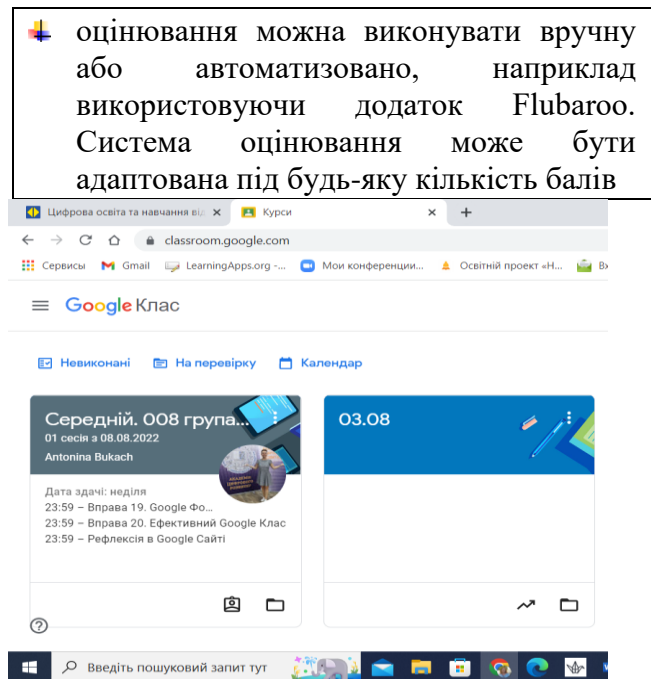 оцінювання можна виконувати вручну
або автоматизовано, наприклад
використовуючи додаток Flubaroo.
Система оцінювання може бути
адаптована під будь-яку кількість балів
Цифрова освіта та навчання від
Курси
classroom.google.com
Сервисы Gmail LearningApps.org -... Мои конференции... Освітній проект «Н...
Google Клас
Невиконані На перевірку Календар
Середній. 008 група...
01 сесія з 08.08.2022
Antonina Bukach
Дата здачі: неділя
23:59 – Вправа 19. Google Фо...
23:59 – Вправа 20. Ефективний Google Клас
23:59 – Рефлексія в Google Сайті
03.08
Введіть пошуковий запит тут